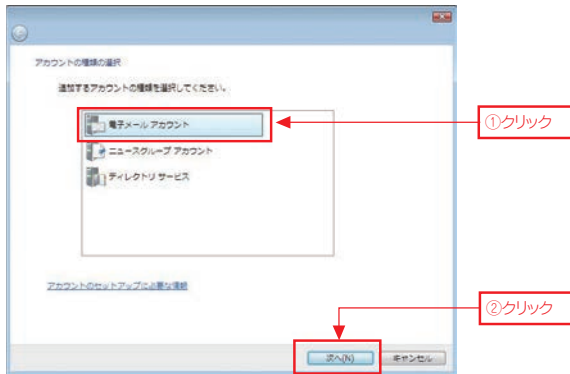 アカウントの種類の選択
追加するアカウントの種類を選択してください。
電子メール アカウント
①クリック
ニュースグループ アカウント
ディレクトリ サービス
アカウントのセットアップに必要な情報
②クリック
次へ(N)
キャンセル